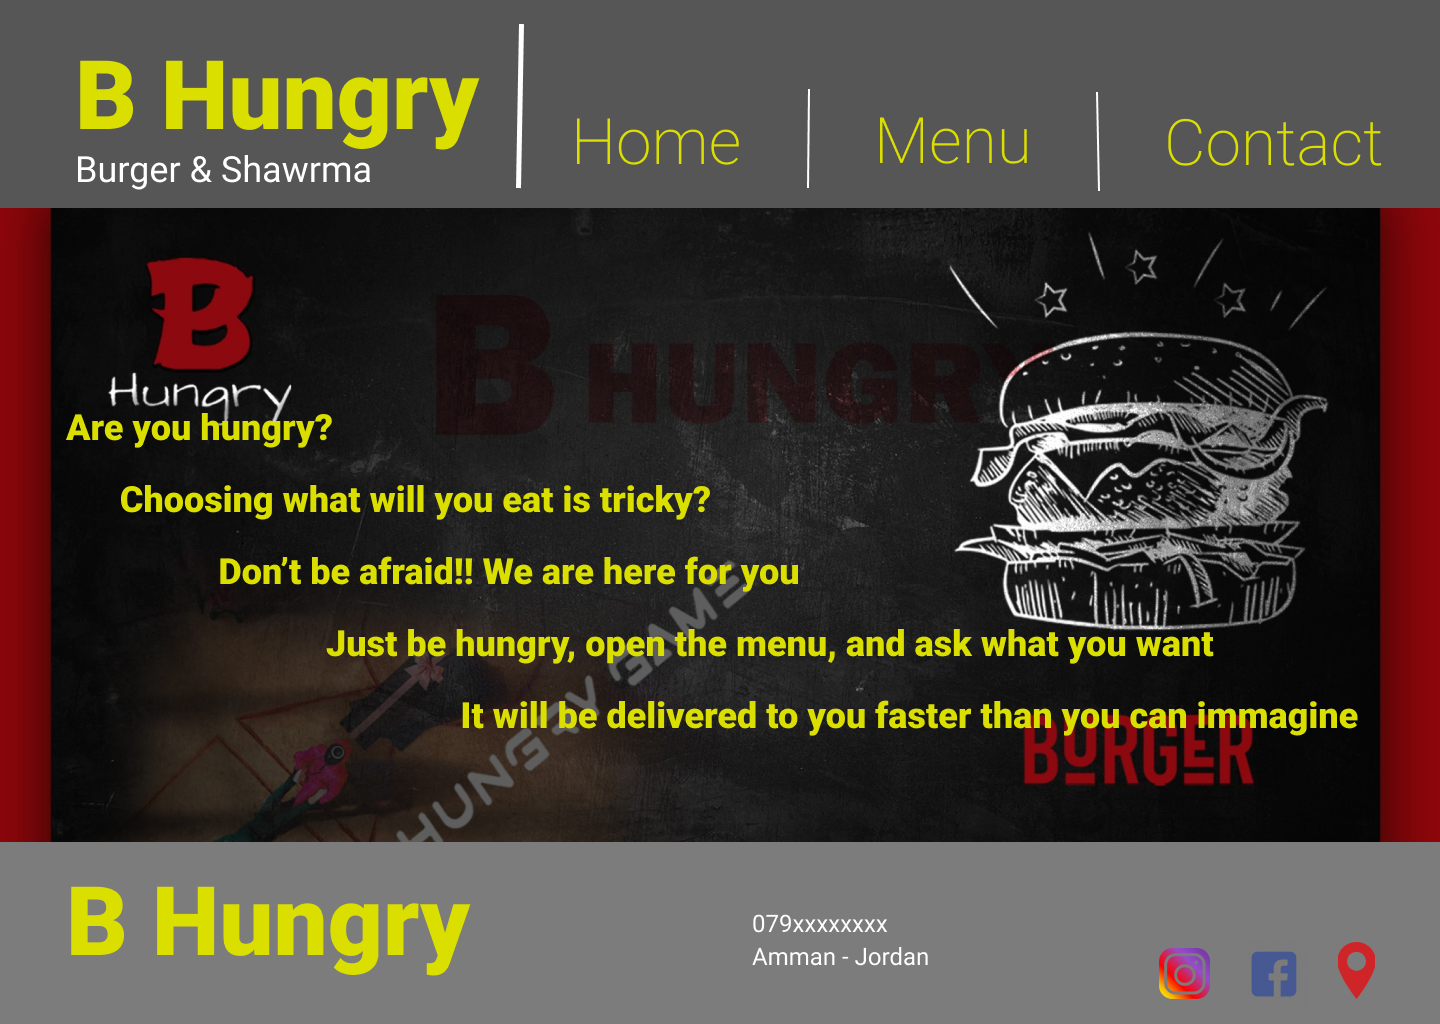 B Hungry
Burger & Shawrma
Home
Menu
Contact
B
Hungry
B HUNGRY
Are you hungry?
Choosing what will you eat is tricky?
Don’t be afraid!! We are here for you
Just be hungry, open the menu, and ask what you want
It will be delivered to you faster than you can immagine
HUNGRY GAME
BURGER
B Hungry
079xxxxxxxx
Amman - Jordan